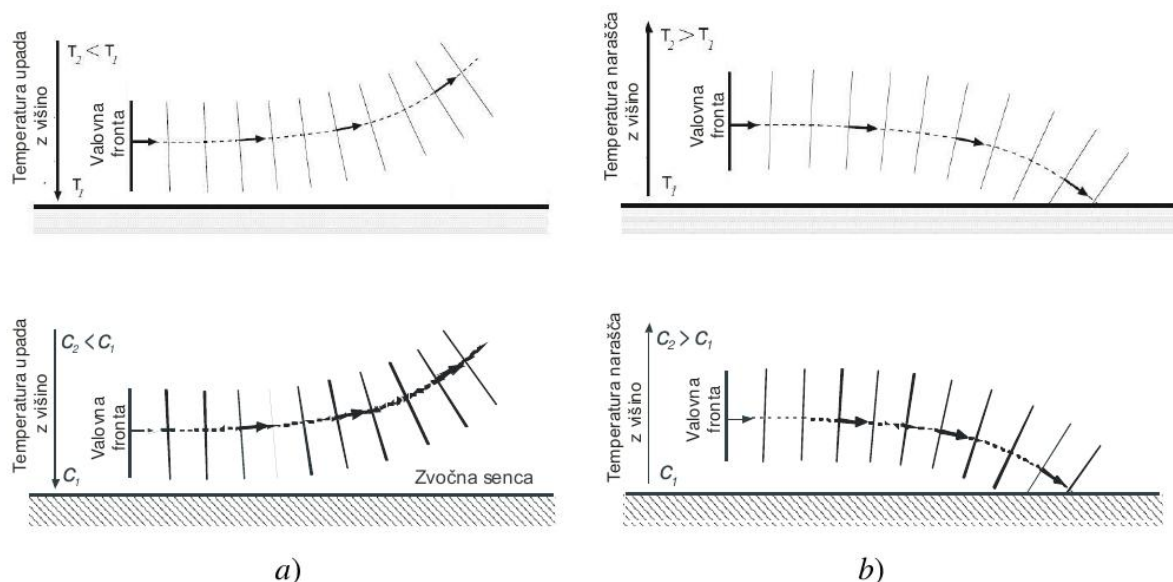 Temperatura upada
z višino
T₂ < T₁
T₁
Valovna
fronta
Temperatura narašča
z višino
T₂ > T₁
T₁
Valovna
fronta
Temperatura upada
z višino
C₂ < C₁
C₁
Valovna
fronta
Zvočna senca
Temperatura narašča
z višino
C₂ > C₁
C₁
Valovna
fronta
a)
b)